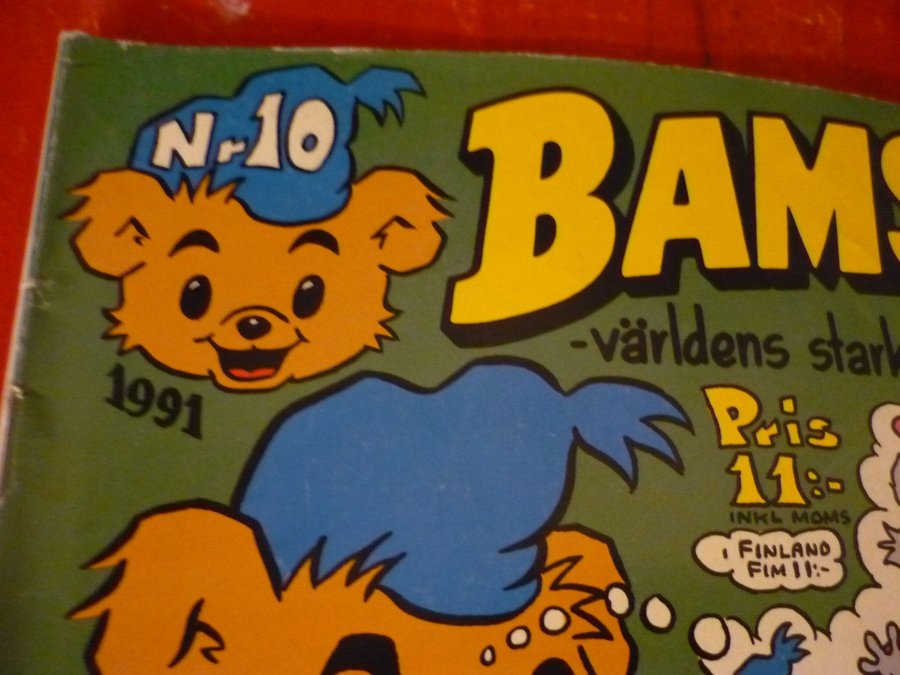 Nr 10
BAMS
-världens stark
1991
Pris
11:-
INKL MOMS
I FINLAND
FIM 11:-